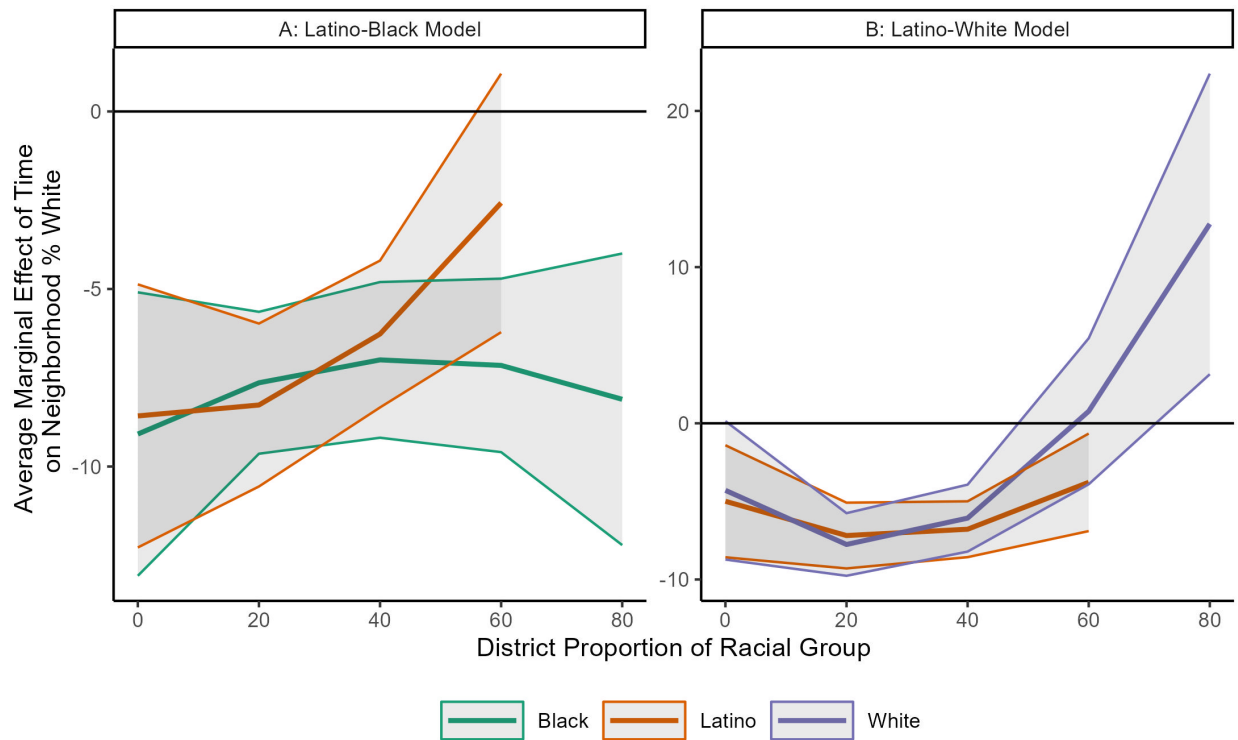 A: Latino-Black Model
B: Latino-White Model
Average Marginal Effect of Time
on Neighborhood % White
0
-5
-10
20
10
0
-10
0 20 40 60 80
0 20 40 60 80
District Proportion of Racial Group
Black Latino White